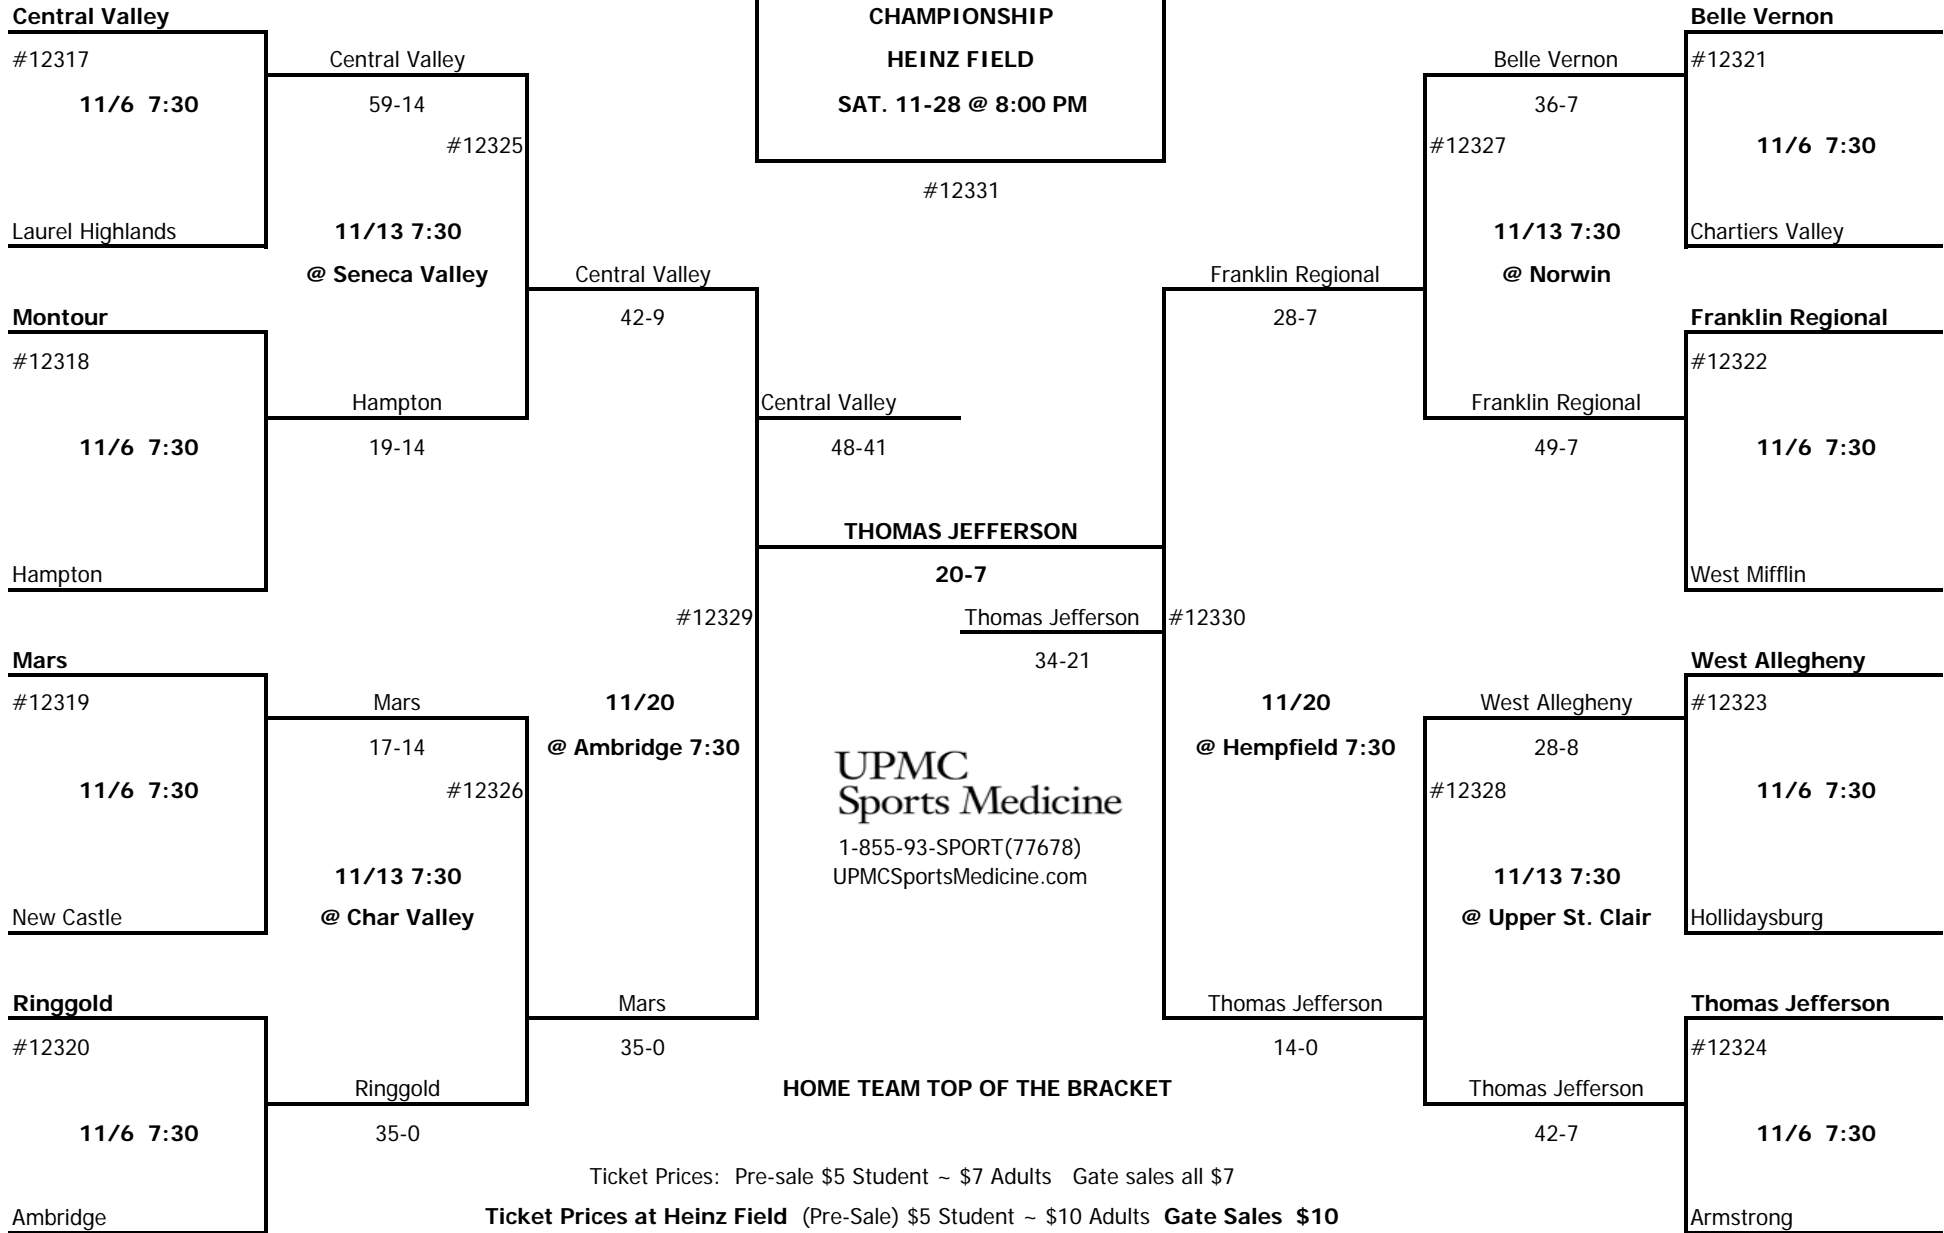 Central Valley
CHAMPIONSHIP
Belle Vernon
#12317
Central Valley
HEINZ FIELD
Belle Vernon
#12321
11/6 7:30
59-14
SAT. 11-28 @ 8:00 PM
36-7
#12325
#12327
11/6 7:30
#12331
Laurel Highlands
11/13 7:30
11/13 7:30
Chartiers Valley
@ Seneca Valley
Central Valley
Franklin Regional
@ Norwin
Montour
42-9
28-7
Franklin Regional
#12318
#12322
Hampton
Central Valley
Franklin Regional
11/6 7:30
19-14
48-41
49-7
11/6 7:30
THOMAS JEFFERSON
Hampton
20-7
West Mifflin
#12329
Thomas Jefferson
#12330
Mars
34-21
West Allegheny
#12319
Mars
11/20
11/20
West Allegheny
#12323
17-14
@ Ambridge 7:30
@ Hempfield 7:30
28-8
UPMC
Sports Medicine
11/6 7:30
#12326
#12328
11/6 7:30
1-855-93-SPORT(77678)
11/13 7:30
UPMCSportsMedicine.com
11/13 7:30
New Castle
@ Char Valley
@ Upper St. Clair
Hollidaysburg
Ringgold
Mars
Thomas Jefferson
Thomas Jefferson
#12320
35-0
14-0
#12324
Ringgold
HOME TEAM TOP OF THE BRACKET
Thomas Jefferson
11/6 7:30
35-0
42-7
11/6 7:30
Ticket Prices: Pre-sale $5 Student ~ $7 Adults Gate sales all $7
Ambridge
Ticket Prices at Heinz Field (Pre-Sale) $5 Student ~ $10 Adults Gate Sales $10
Armstrong